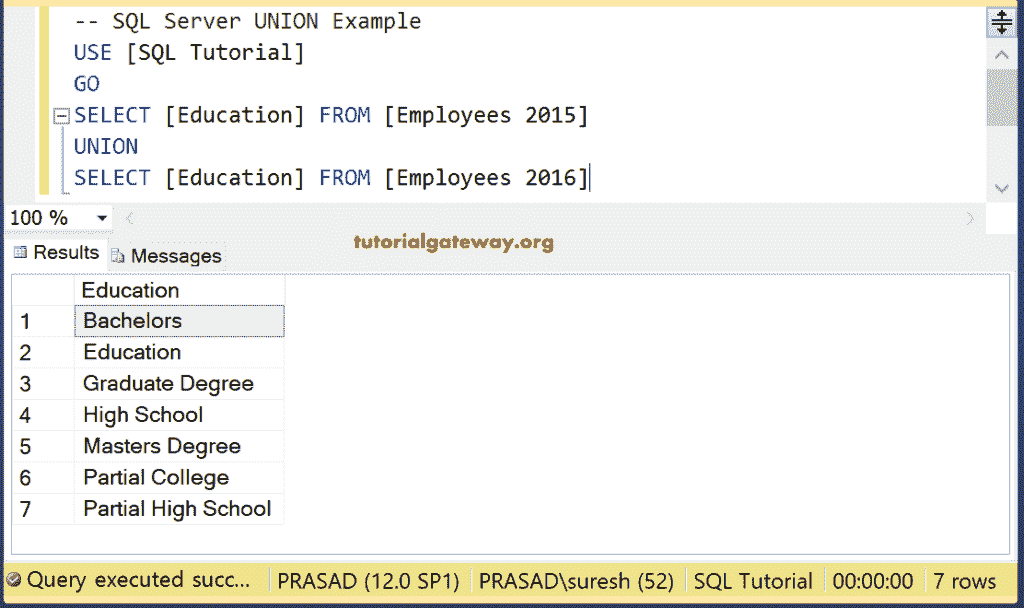 -- SQL Server UNION Example
USE [SQL Tutorial]
GO
SELECT [Education] FROM [Employees 2015]
UNION
SELECT [Education] FROM [Employees 2016]
100 %
tutorialgateway.org
Results Messages
Education
1 Bachelors
2 Education
3 Graduate Degree
4 High School
5 Masters Degree
6 Partial College
7 Partial High School
Query executed succ... PRASAD (12.0 SP1) PRASAD\suresh (52) SQL Tutorial 00:00:00 7 rows